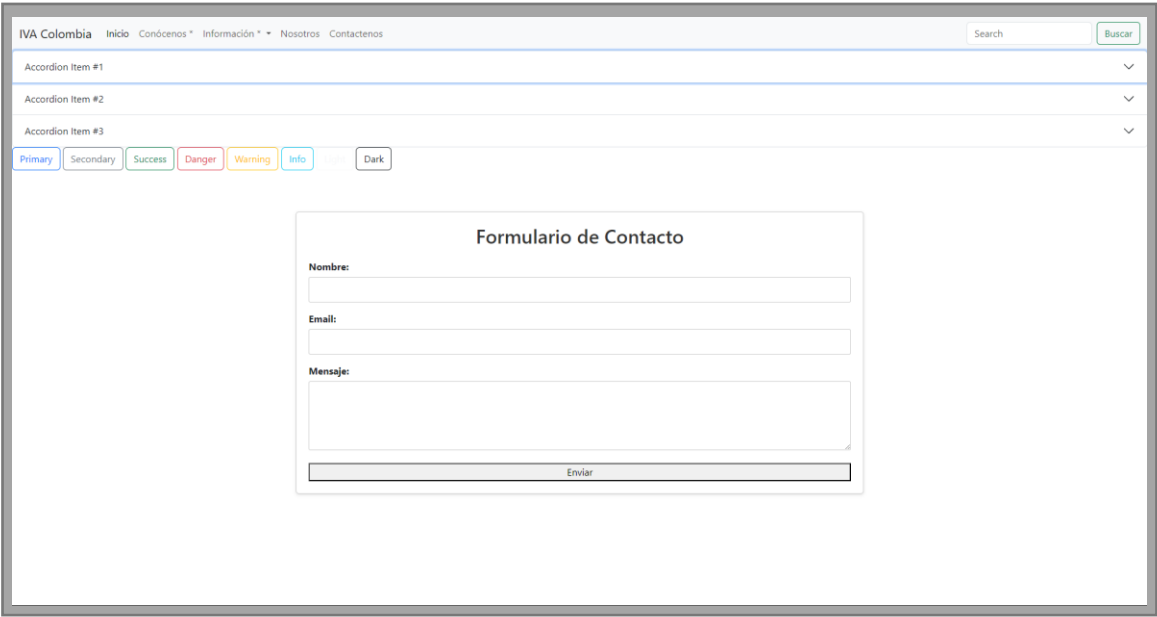 IVA Colombia Inicio Conócenos * Información * Nosotros Contactenos Search Buscar
Accordion Item #1
Accordion Item #2
Accordion Item #3
Primary Secondary Success Danger Warning Info Dark
Formulario de Contacto
Nombre:
Email:
Mensaje:
Enviar